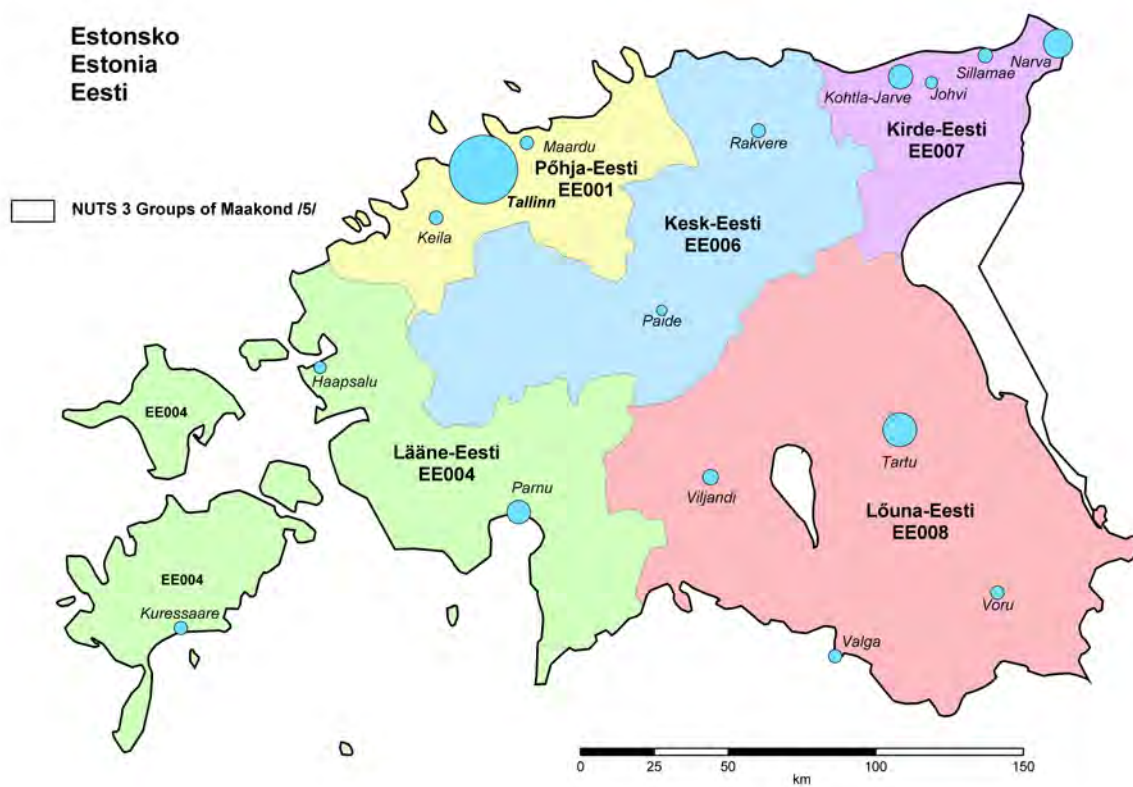 Estonsko
Estonia
Eesti
NUTS 3 Groups of Maakond /5/
Narva
Sillamae
Kohtla-Jarve
Johvi
Kirde-Eesti
EE007
Maardu
Rakvere
Põhja-Eesti
EE001
Tallinn
Keila
Kesk-Eesti
EE006
Paide
Haapsalu
EE004
Lääne-Eesti
EE004
Parnu
Tartu
Viljandi
Lőuna-Eesti
EE008
EE004
Kuressaare
Voru
Valga
0 25 50 100 150
km